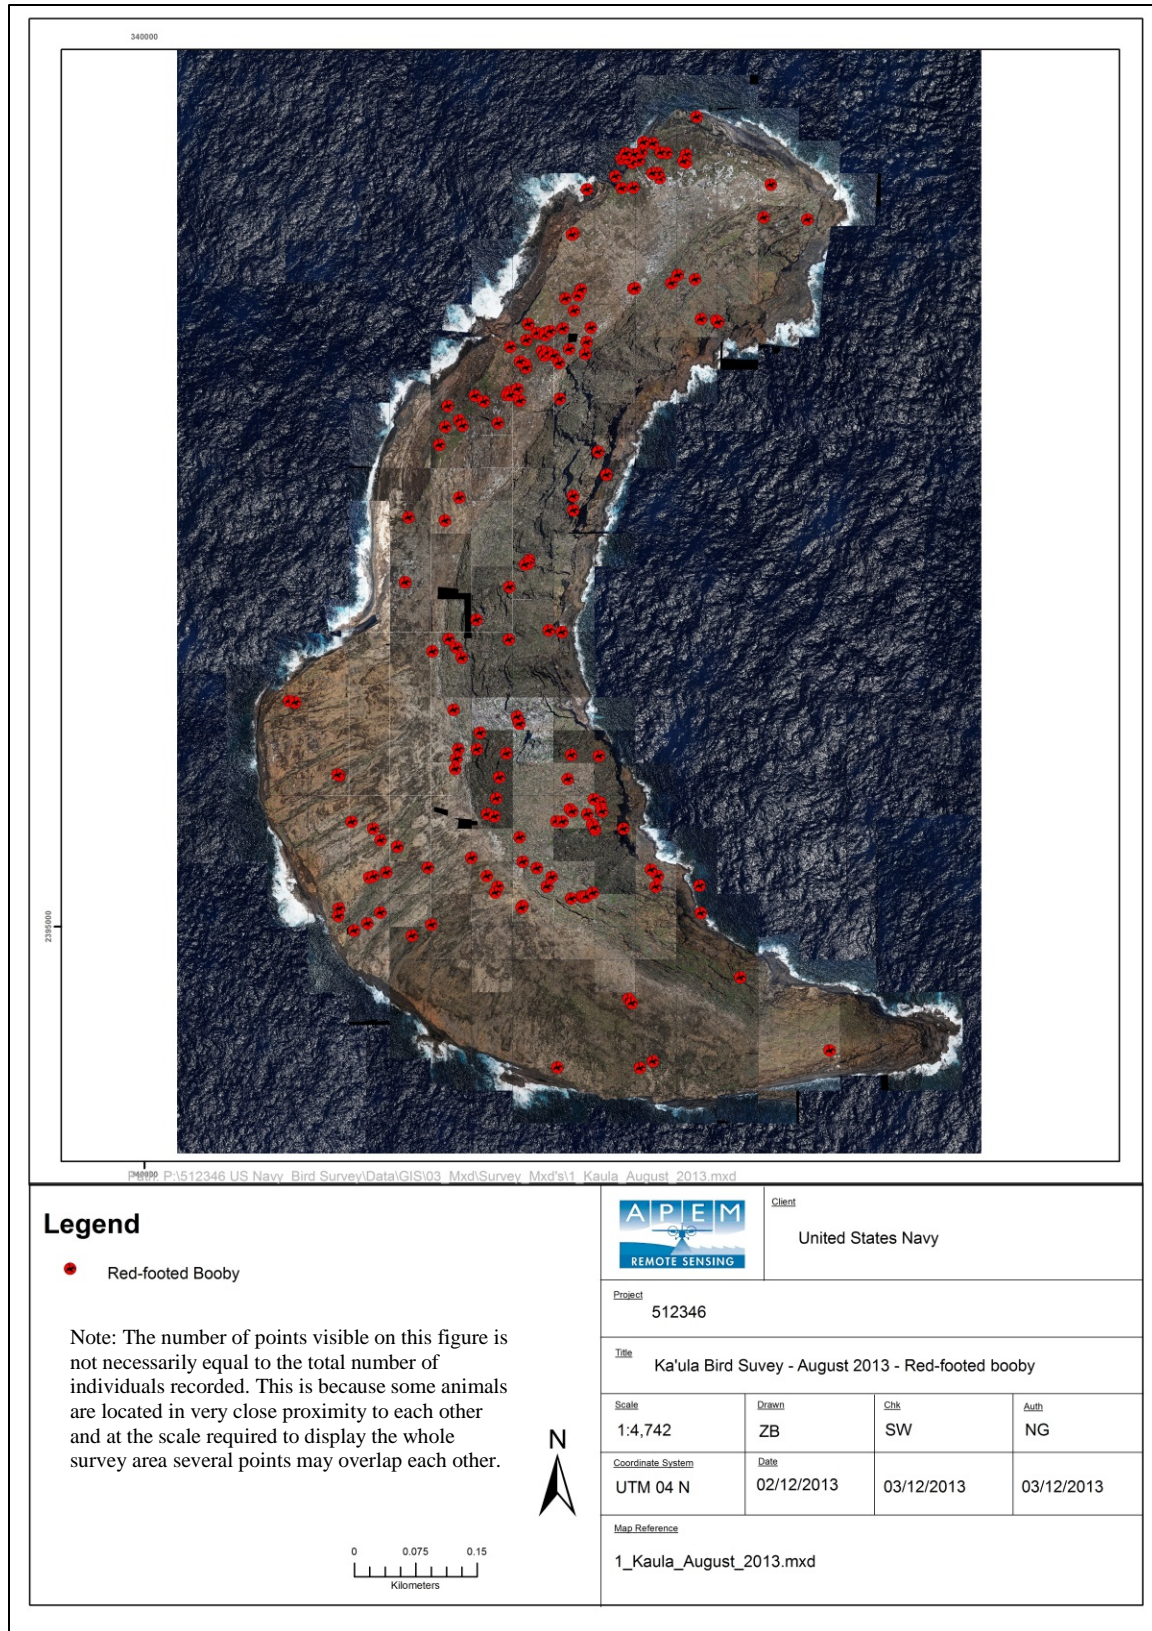 340000
2395000
340000
Path: P:\512346 US Navy Bird Survey\Data\GIS\03_Mxd\Survey_Mxd's\1_Kaula_August_2013.mxd
Legend
Red-footed Booby
Note: The number of points visible on this figure is
not necessarily equal to the total number of
individuals recorded. This is because some animals
are located in very close proximity to each other
and at the scale required to display the whole
survey area several points may overlap each other.
N
0 0.075 0.15
Kilometers
APEM
REMOTE SENSING
Client
United States Navy
Project
512346
Title
Ka'ula Bird Suvey - August 2013 - Red-footed booby
Scale
1:4,742
Drawn
ZB
Chk
SW
Auth
NG
Coordinate System
UTM 04 N
Date
02/12/2013
03/12/2013
03/12/2013
Map Reference
1_Kaula_August_2013.mxd